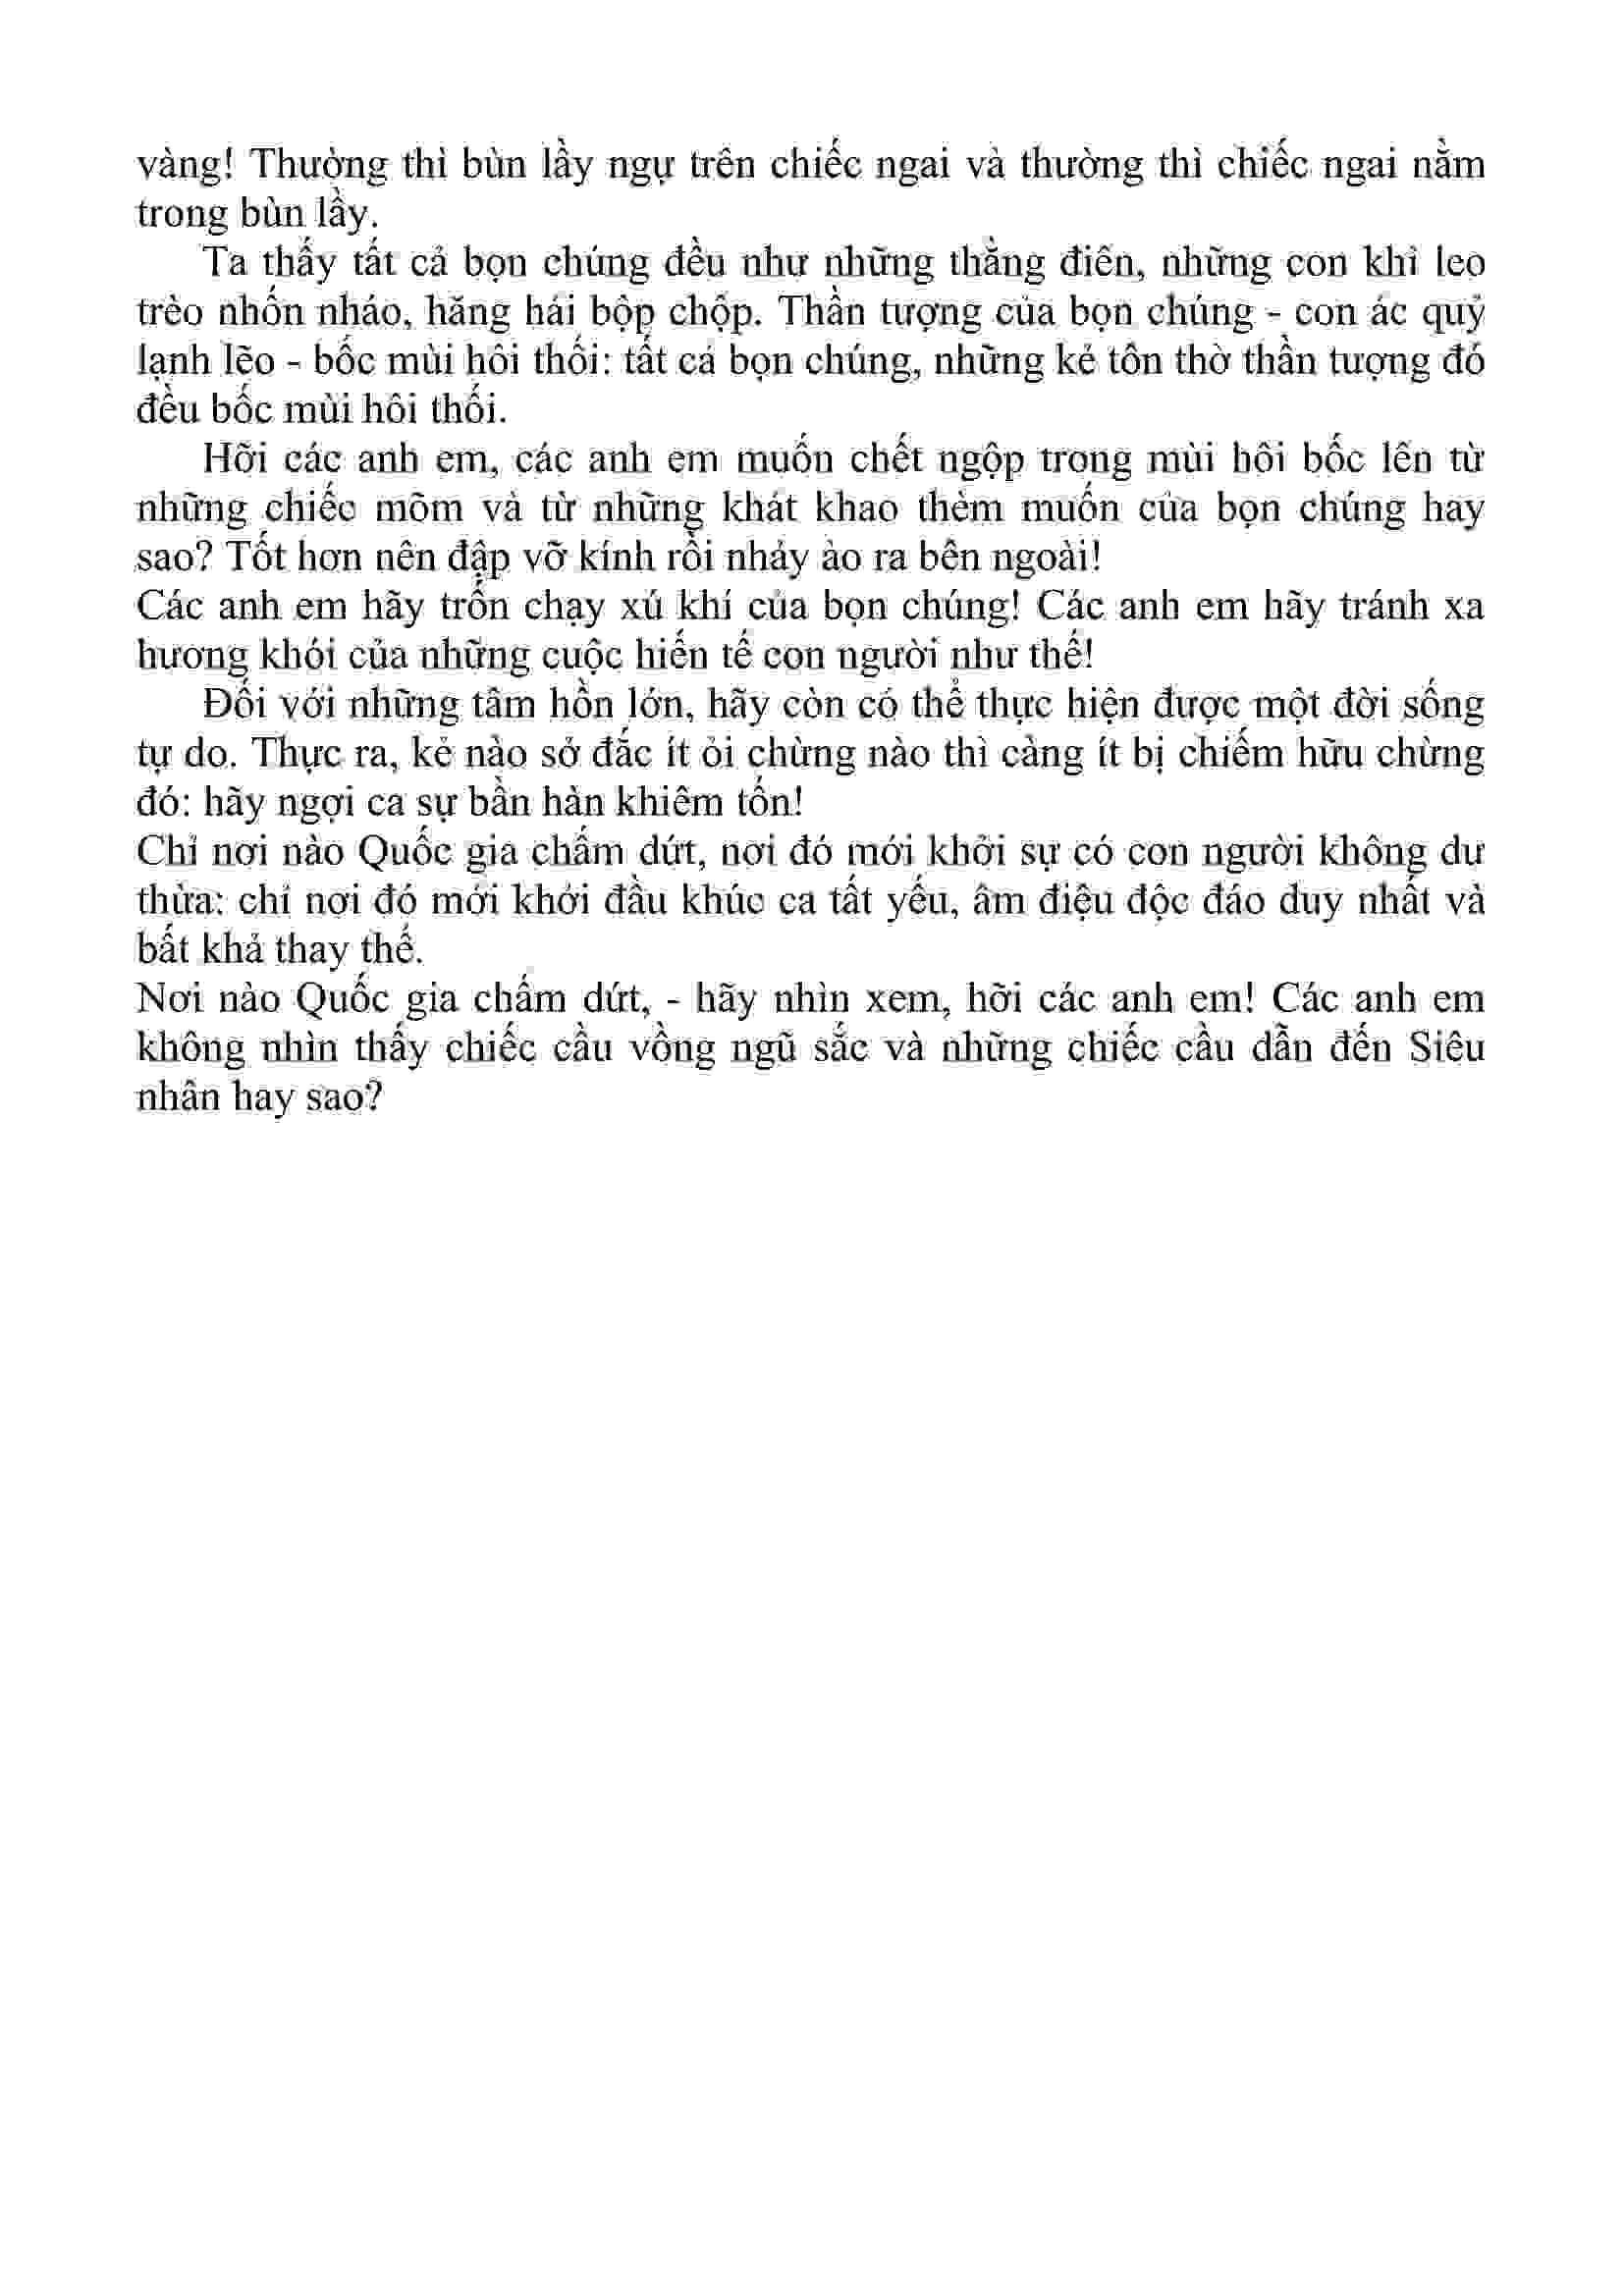 vàng! Thường thì bùn lầy ngự trên chiếc ngai và thường thì chiếc ngai nằm
trong bùn lầy.
Ta thấy tất cả bọn chúng đều như những thằng điên, những con khỉ leo
trèo nhốn nháo, hăng hái bộp chộp. Thần tượng của bọn chúng - con ác quỷ
lạnh lẽo - bốc mùi hôi thối: tất cả bọn chúng, những kẻ tôn thờ thần tượng đó
đều bốc mùi hôi thối.
Hỡi các anh em, các anh em muốn chết ngộp trong mùi hôi bốc lên từ
những chiếc mõm và từ những khát khao thèm muốn của bọn chúng hay
sao? Tốt hơn nên đập vỡ kính rồi nhảy ào ra bên ngoài!
Các anh em hãy trốn chạy xú khí của bọn chúng! Các anh em hãy tránh xa
hương khói của những cuộc hiến tế con người như thế!
Đối với những tâm hồn lớn, hãy còn có thể thực hiện được một đời sống
tự do. Thực ra, kẻ nào sở đắc ít ỏi chừng nào thì càng ít bị chiếm hữu chừng
đó: hãy ngợi ca sự bần hàn khiêm tốn!
Chỉ nơi nào Quốc gia chấm dứt, nơi đó mới khởi sự có con người không dư
thừa: chỉ nơi đó mới khởi đầu khúc ca tất yếu, âm điệu độc đáo duy nhất và
bất khả thay thế.
Nơi nào Quốc gia chấm dứt, - hãy nhìn xem, hỡi các anh em! Các anh em
không nhìn thấy chiếc cầu vồng ngũ sắc và những chiếc cầu dẫn đến Siêu
nhân hay sao?